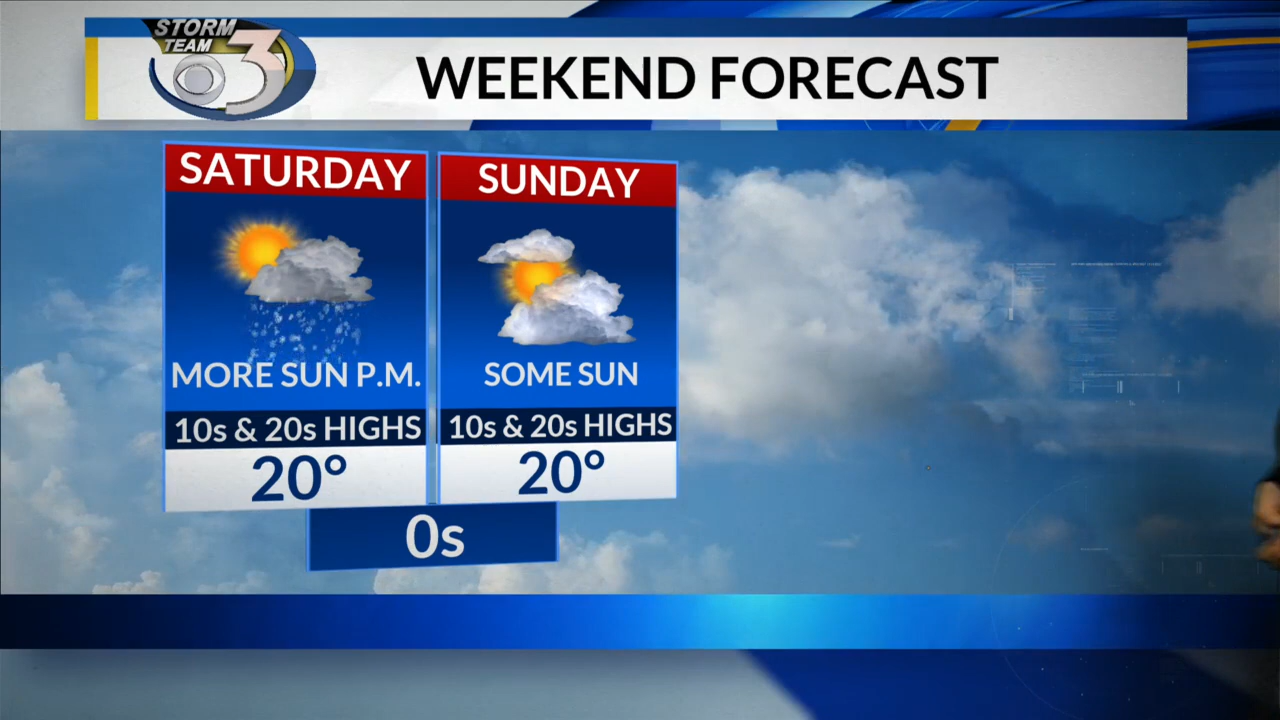 STORM
TEAM
3
WEEKEND FORECAST
SATURDAY
MORE SUN P.M.
10s & 20s HIGHS
20°
SUNDAY
SOME SUN
10s & 20s HIGHS
20°
0s